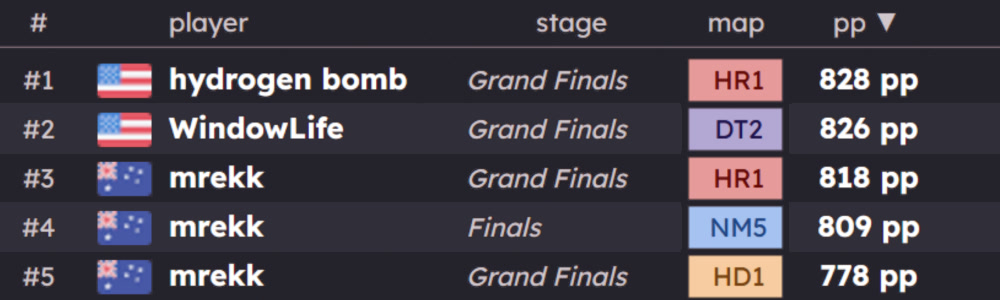 # player stage map pp ▼
#1 hydrogen bomb Grand Finals HR1 828 pp
#2 WindowLife Grand Finals DT2 826 pp
#3 mrekk Grand Finals HR1 818 pp
#4 mrekk Finals NM5 809 pp
#5 mrekk Grand Finals HD1 778 pp